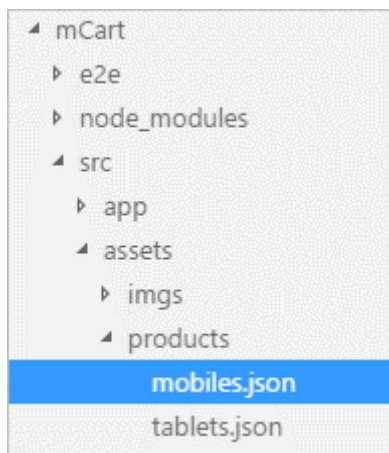 mCart
e2e
node_modules
src
app
assets
imgs
products
mobiles.json
tablets.json